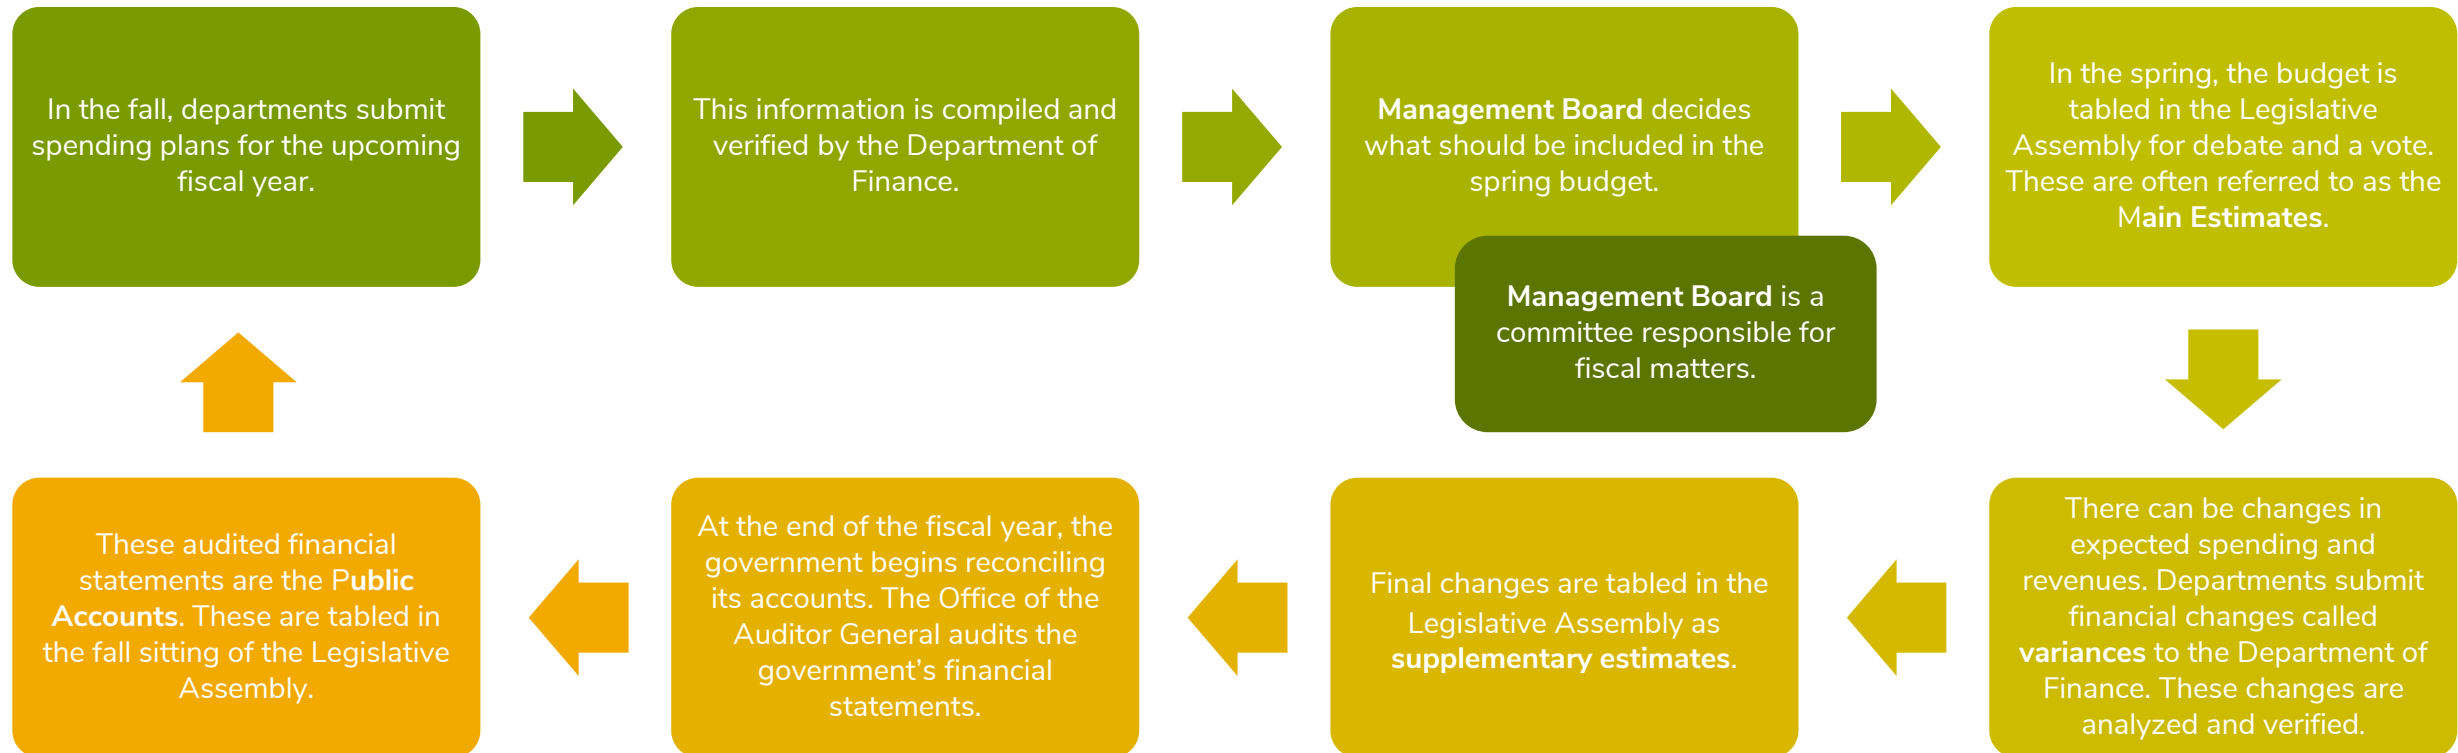 In the fall, departments submit
spending plans for the upcoming
fiscal year.
This information is compiled and
verified by the Department of
Finance.
Management Board decides
what should be included in the
spring budget.
Management Board is a
committee responsible for
fiscal matters.
In the spring, the budget is
tabled in the Legislative
Assembly for debate and a vote.
These are often referred to as the
Main Estimates.
There can be changes in
expected spending and
revenues. Departments submit
financial changes called
variances to the Department of
Finance. These changes are
analyzed and verified.
Final changes are tabled in the
Legislative Assembly as
supplementary estimates.
At the end of the fiscal year, the
government begins reconciling
its accounts. The Office of the
Auditor General audits the
government's financial
statements.
These audited financial
statements are the Public
Accounts. These are tabled in
the fall sitting of the Legislative
Assembly.